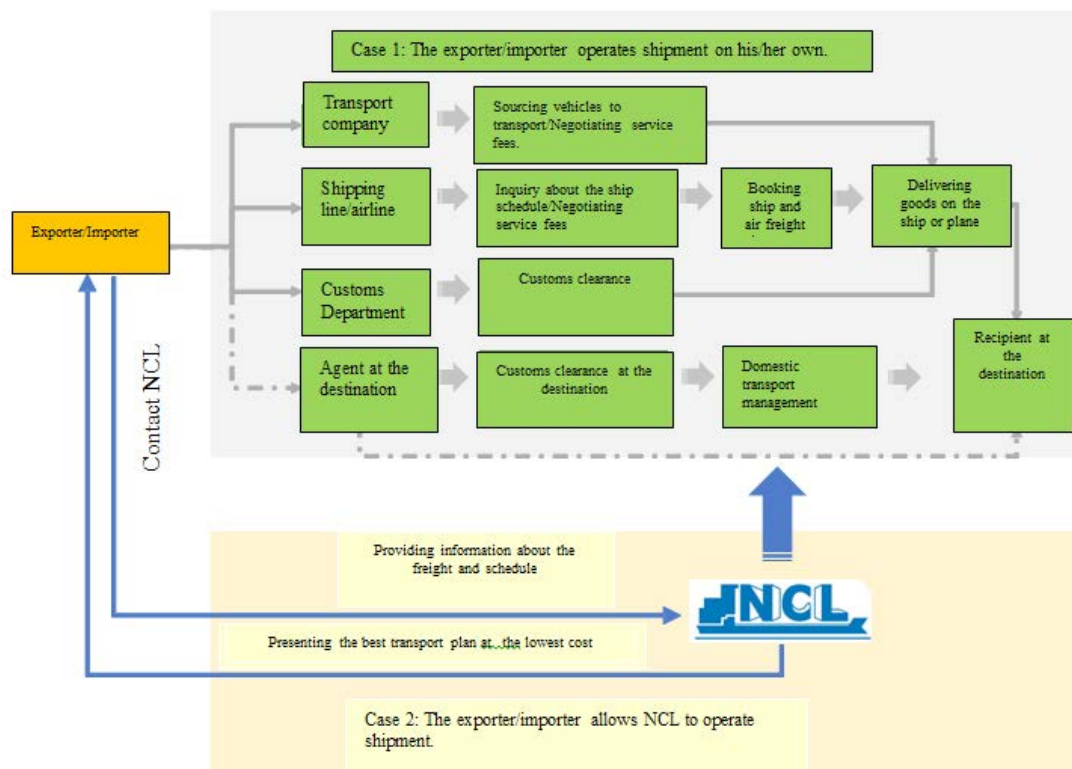 Case 1: The exporter/importer operates shipment on his/her own.
Transport
company
Sourcing vehicles to
transport/Negotiating service
fees.
Shipping
line/airline
Inquiry about the ship
schedule/Negotiating
service fees
Booking
ship and
air freight
Delivering
goods on the
ship or plane
Exporter/Importer
Customs
Department
Customs clearance
Agent at the
destination
Customs clearance at the
destination
Domestic
transport
management
Recipient at
the
destination
Contact NCL
Providing information about the
freight and schedule
NCL
Presenting the best transport plan at the lowest cost
Case 2: The exporter/importer allows NCL to operate
shipment.